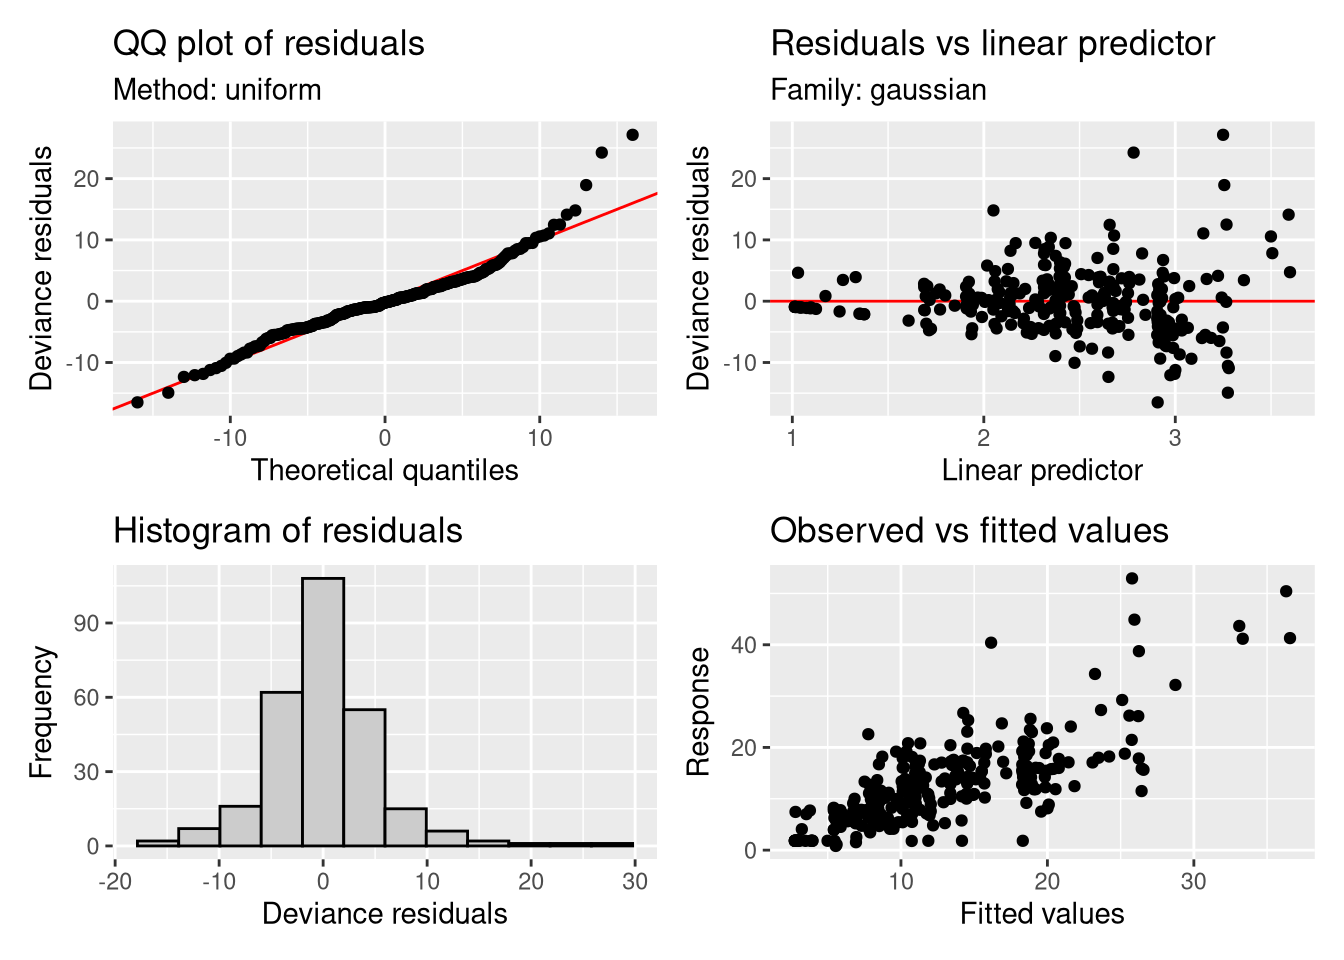 QQ plot of residuals
Method: uniform
Deviance residuals
20
10
0
-10
-10
0
10
Theoretical quantiles
Residuals vs linear predictor
Family: gaussian
Deviance residuals
20
10
0
-10
1
2
3
Linear predictor
Histogram of residuals
Frequency
90
60
30
0
-20
-10
0
10
20
30
Deviance residuals
Observed vs fitted values
Response
40
20
0
10
20
30
Fitted values